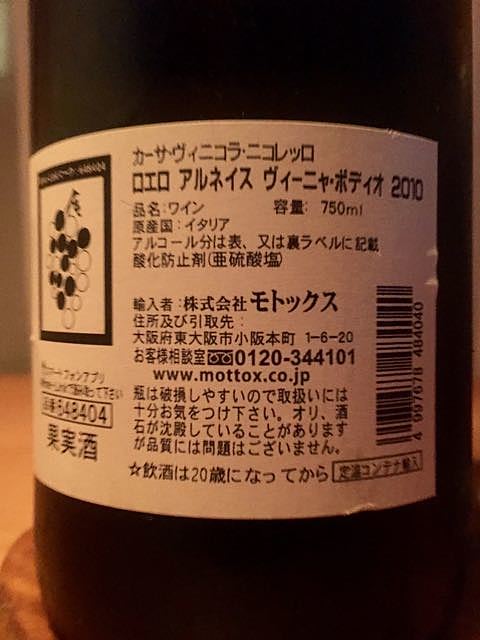 カーサ・ヴィニコラ・ニコレッロ
ロエロ アルネイス ヴィーニャ・ボディオ 2010
品名:ワイン 容量: 750ml
原産国:イタリア
アルコール分は表、又は裏ラベルに記載
酸化防止剤(亜硫酸塩)
輸入者:株式会社モトックス
住所及び引取先:
大阪府東大阪市小阪本町 1-6-20
お客様相談室 0120-344101
www.mottox.co.jp
瓶は破損しやすいので取扱いには
十分お気をつけ下さい。オリ、酒
石が沈殿していることがあります
が品質には問題はございません。
☆飲酒は20歳になってから 定温コンテナ輸入
648404
果実酒
4 997678 484040